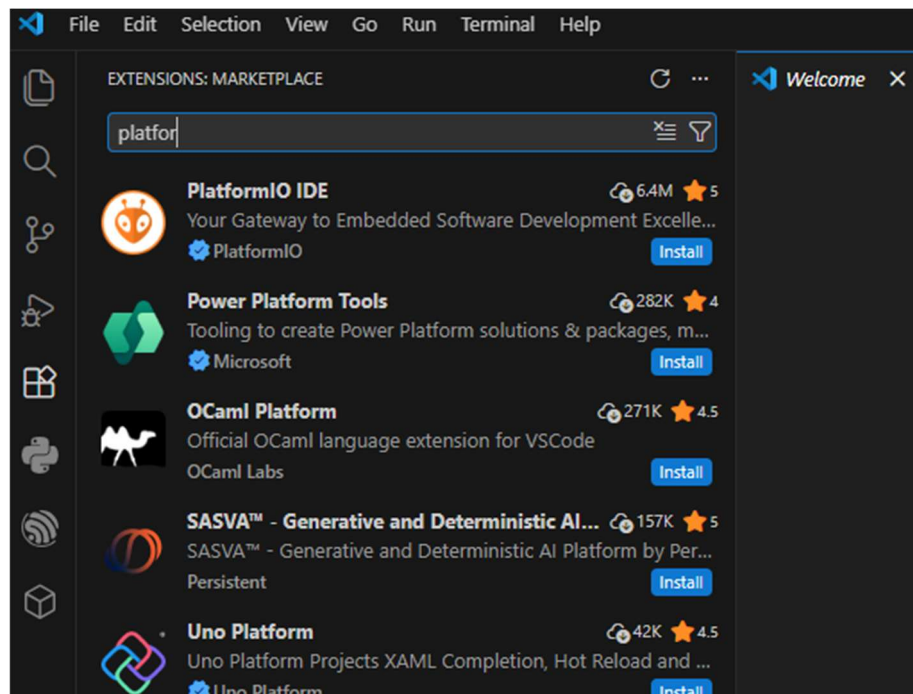 File Edit Selection View Go Run Terminal Help
EXTENSIONS: MARKETPLACE
Welcome
platfor
PlatformIO IDE 6.4M 5
Your Gateway to Embedded Software Development Excelle...
PlatformIO Install
Power Platform Tools 282K 4
Tooling to create Power Platform solutions & packages, m...
Microsoft Install
OCaml Platform 271K 4.5
Official OCaml language extension for VSCode
OCaml Labs Install
SASVA™ - Generative and Deterministic AI... 157K 5
SASVA™ - Generative and Deterministic AI Platform by Per...
Persistent Install
Uno Platform 42K 4.5
Uno Platform Projects XAML Completion, Hot Reload and ...
Uno Platform Install